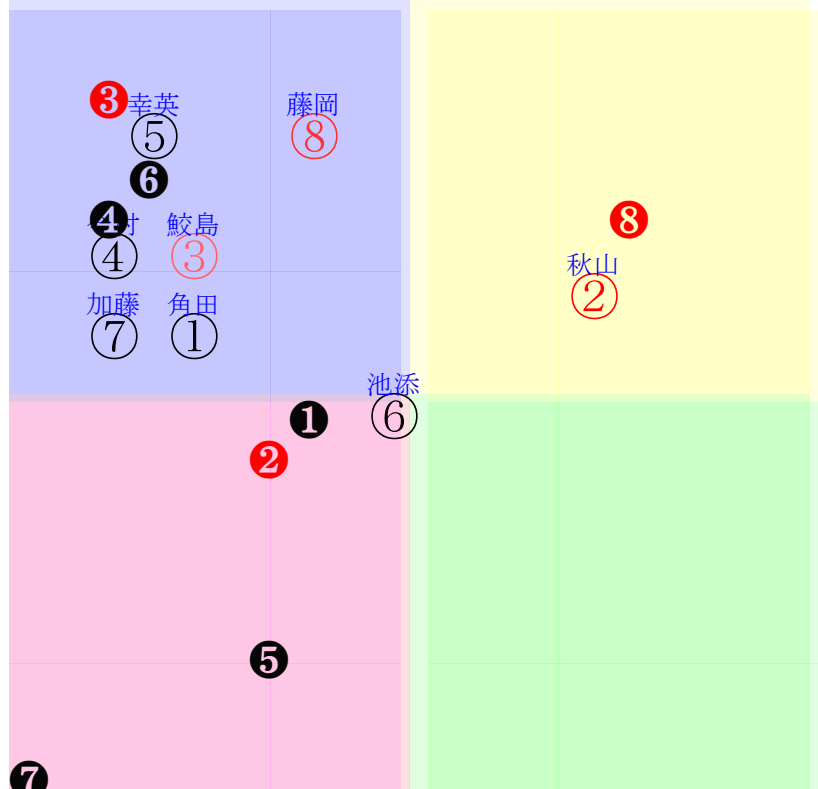 ❸
幸英
⑤
藤岡
⑧
❻
❹
村
④
鮫島
③
❽
秋山
②
加藤
⑦
角田
①
池添
⑥
❶
❷
❺
❼